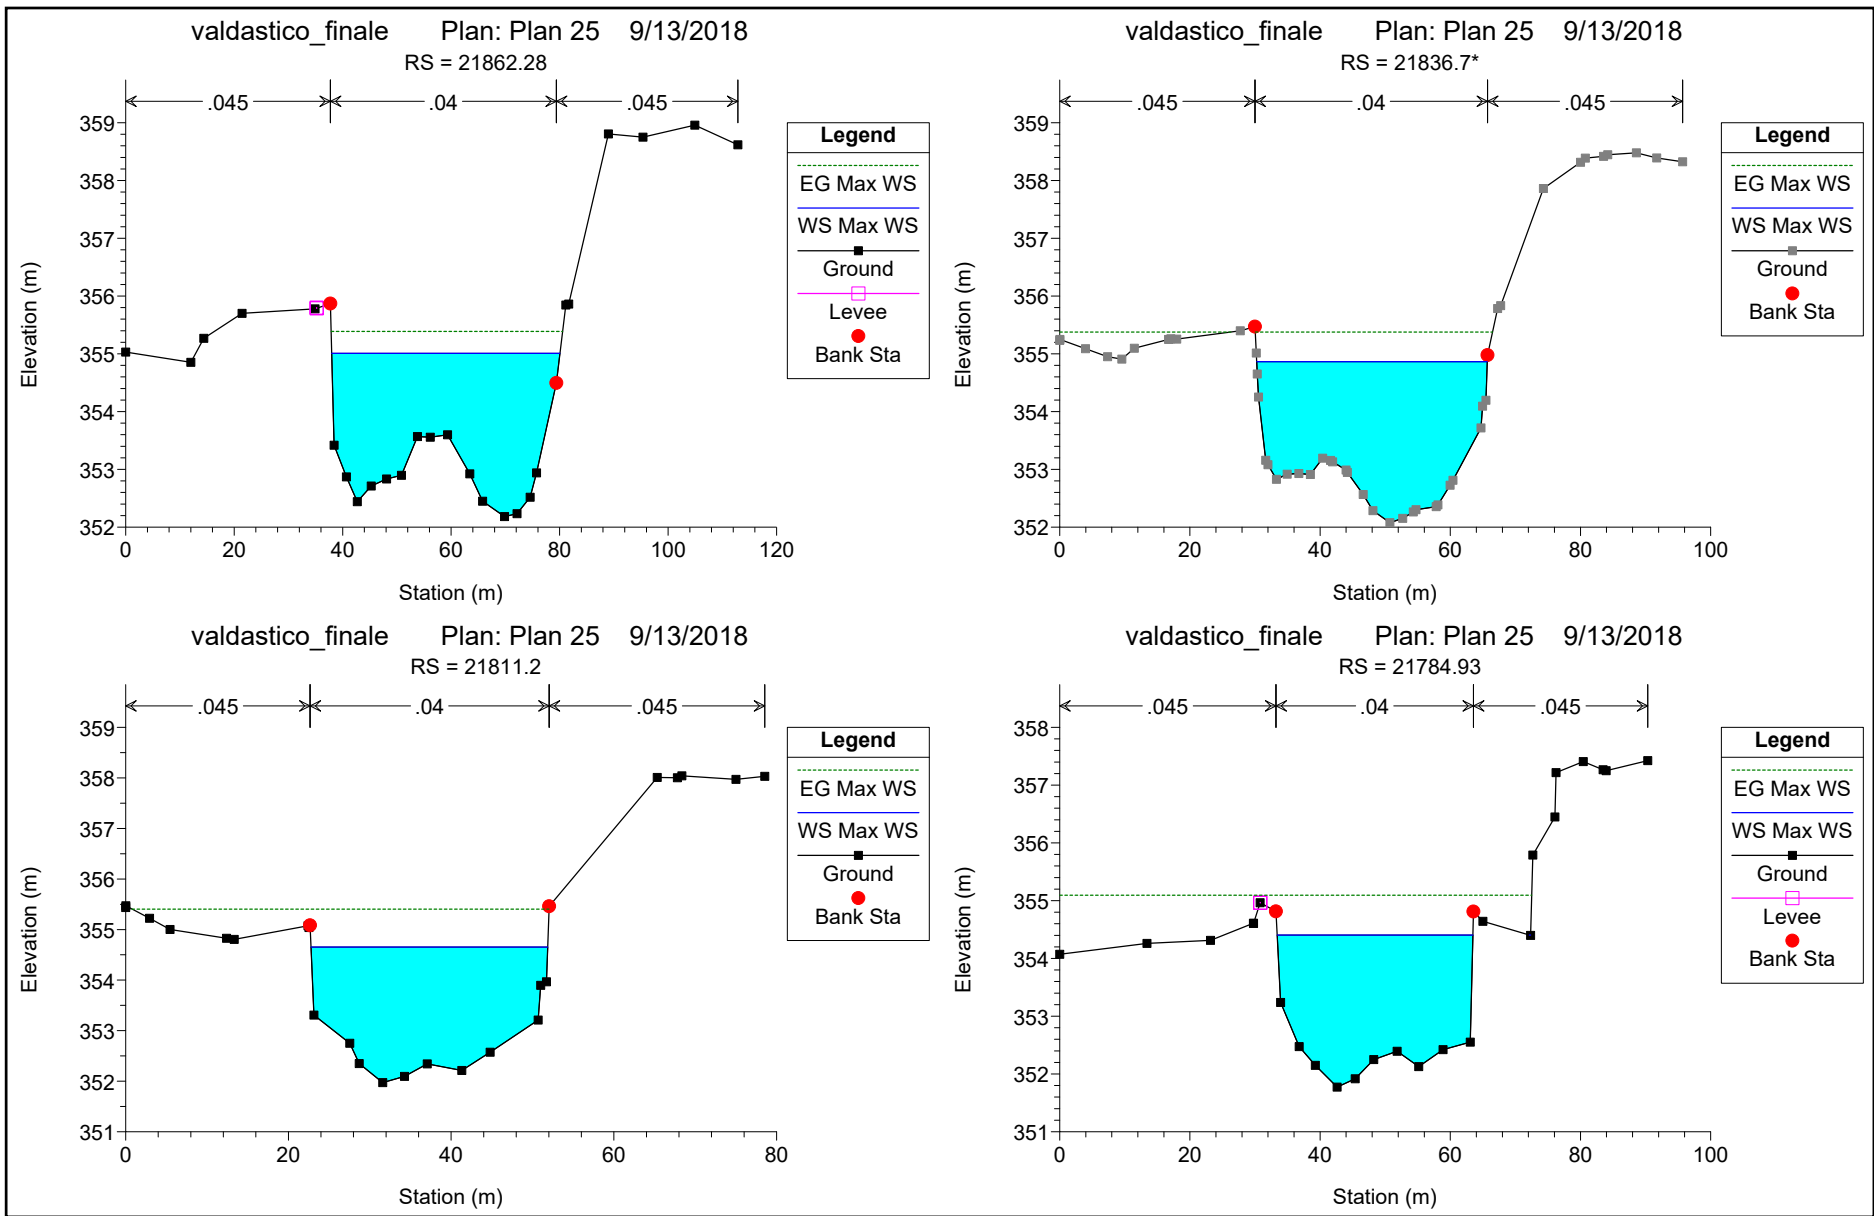 valdastico_finale Plan: Plan 25 9/13/2018
RS = 21862.28
.045 .04 .045
359
358
357
356
355
354
353
352
0 20 40 60 80 100 120
Elevation (m)
Station (m)
Legend
EG Max WS
WS Max WS
Ground
Levee
Bank Sta
valdastico_finale Plan: Plan 25 9/13/2018
RS = 21836.7*
.045 .04 .045
359
358
357
356
355
354
353
352
0 20 40 60 80 100
Elevation (m)
Station (m)
Legend
EG Max WS
WS Max WS
Ground
Bank Sta
valdastico_finale Plan: Plan 25 9/13/2018
RS = 21811.2
.045 .04 .045
359
358
357
356
355
354
353
352
351
0 20 40 60 80
Elevation (m)
Station (m)
Legend
EG Max WS
WS Max WS
Ground
Bank Sta
valdastico_finale Plan: Plan 25 9/13/2018
RS = 21784.93
.045 .04 .045
358
357
356
355
354
353
352
351
0 20 40 60 80 100
Elevation (m)
Station (m)
Legend
EG Max WS
WS Max WS
Ground
Levee
Bank Sta